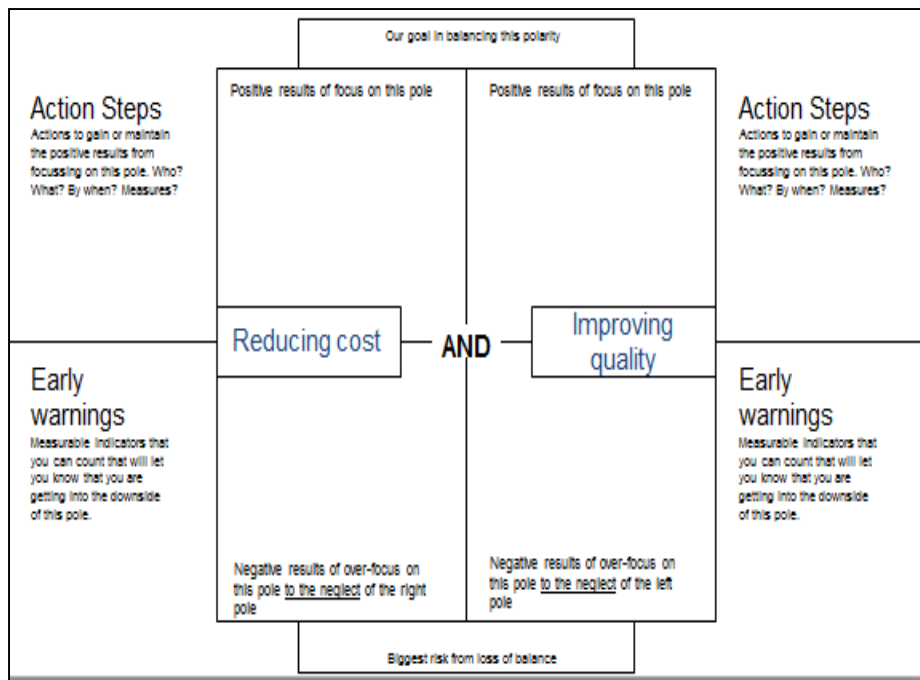 Our goal in balancing this polarity
Positive results of focus on this pole
Positive results of focus on this pole
Action Steps
Actions to gain or maintain
the positive results from
focussing on this pole. Who?
What? By when? Measures?
Action Steps
Actions to gain or maintain
the positive results from
focussing on this pole. Who?
What? By when? Measures?
Reducing cost
AND
Improving
quality
Early
warnings
Measurable indicators that
you can count that will let
you know that you are
getting into the downside
of this pole.
Early
warnings
Measurable indicators that
you can count that will let
you know that you are
getting into the downside
of this pole.
Negative results of over-focus on
this pole to the neglect of the right
pole
Negative results of over-focus on
this pole to the neglect of the left
pole
Biggest risk from loss of balance